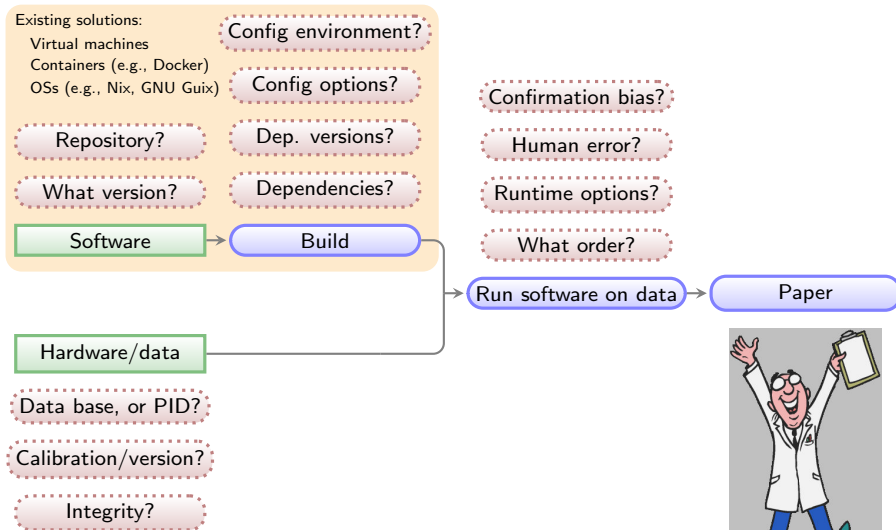 Existing solutions:
Virtual machines
Containers (e.g., Docker)
OSs (e.g., Nix, GNU Guix)
Config environment?
Config options?
Dep. versions?
Dependencies?
Repository?
What version?
Software
Build
Confirmation bias?
Human error?
Runtime options?
What order?
Run software on data
Paper
Hardware/data
Data base, or PID?
Calibration/version?
Integrity?